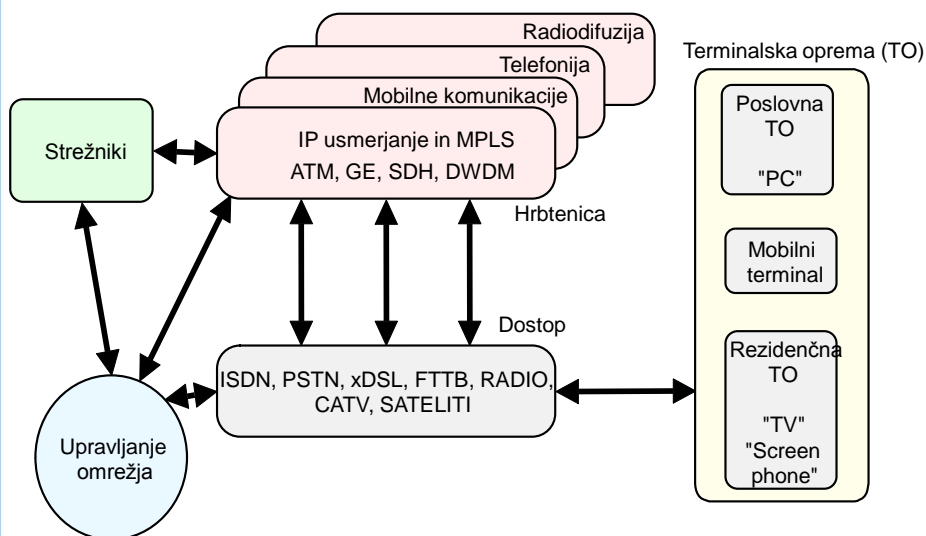 Radiodifuzija
Telefonija
Mobilne komunikacije
IP usmerjanje in MPLS
ATM, GE, SDH, DWDM
Strežniki
Hrbtenica
Dostop
ISDN, PSTN, xDSL, FTTB, RADIO,
CATV, SATELITI
Upravljanje
omrežja
Terminalska oprema (TO)
Poslovna
TO
"PC"
Mobilni
terminal
Rezidenčna
TO
"TV"
"Screen
phone"